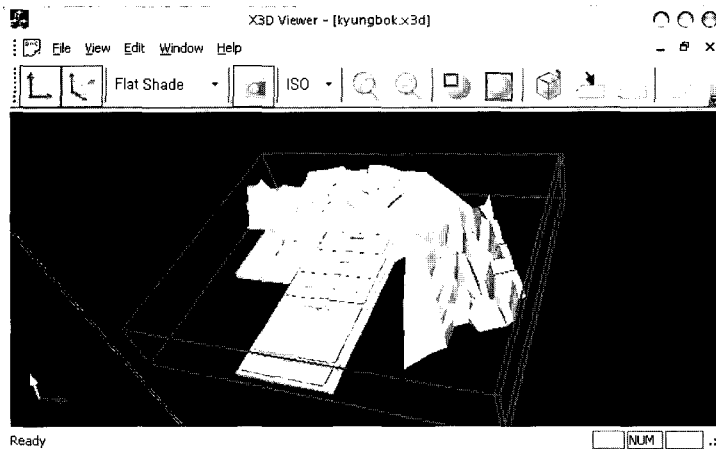 X3D Viewer - [kyungbok.x3d]
File View Edit Window Help
Flat Shade ISO
Ready NUM